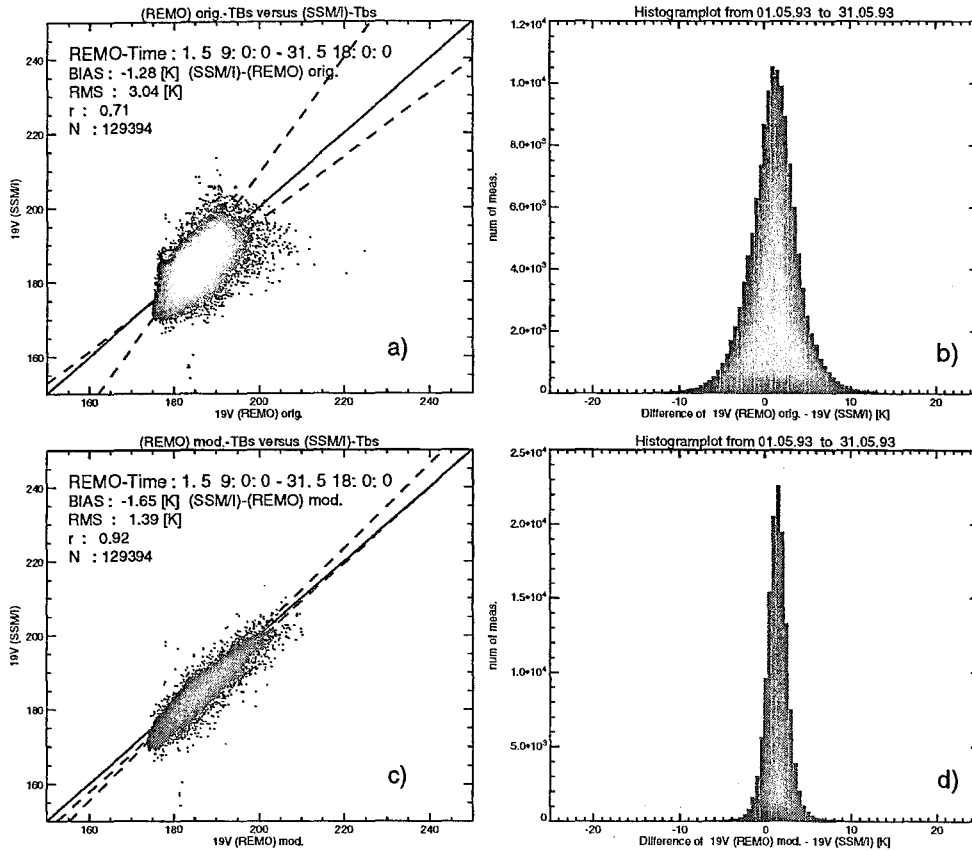 (REMO) orig.-TBs versus (SSM/I)-Tbs
REMO-Time : 1. 5 9: 0: 0 - 31. 5 18: 0: 0
BIAS : -1.28 [K] (SSM/I)-(REMO) orig.
RMS : 3.04 [K]
r : 0.71
N : 129394
240
220
200
180
160
19V (SSM/I)
a)
160 180 200 220 240
19V (REMO) orig.
Histogramplot from 01.05.93 to 31.05.93
1.2•10⁴
1.0•10⁴
8.0•10³
6.0•10³
4.0•10³
2.0•10³
0
num of meas.
b)
-20 -10 0 10 20
Difference of 19V (REMO) orig. - 19V (SSM/I) [K]
(REMO) mod.-TBs versus (SSM/I)-Tbs
REMO-Time : 1. 5 9: 0: 0 - 31. 5 18: 0: 0
BIAS : -1.65 [K] (SSM/I)-(REMO) mod.
RMS : 1.39 [K]
r : 0.92
N : 129394
240
220
200
180
160
19V (SSM/I)
c)
160 180 200 220 240
19V (REMO) mod.
Histogramplot from 01.05.93 to 31.05.93
2.5•10⁴
2.0•10⁴
1.5•10⁴
1.0•10⁴
5.0•10³
0
num of meas.
d)
-20 -10 0 10 20
Difference of 19V (REMO) mod. - 19V (SSM/I) [K]